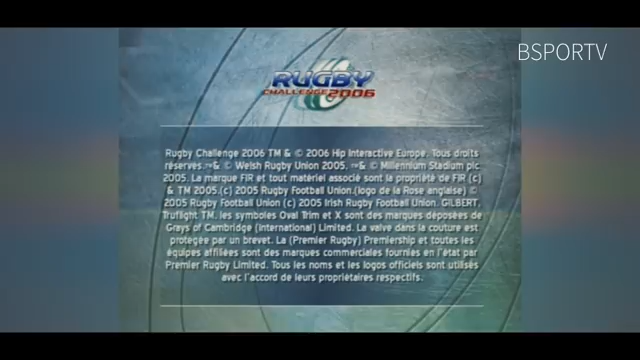 BSPORTV
RUGBY
CHALLENGE 2006
Rugby Challenge 2006 TM & © 2006 Hip Interactive Europe. Tous droits
réservés.™& © Welsh Rugby Union 2005. ™& © Millennium Stadium plc
2005. La marque FIR et tout matériel associé sont la propriété de FIR (c)
& TM 2005.(c) 2005 Rugby Football Union.(logo de la Rose anglaise) ©
2005 Rugby Football Union (c) 2005 Irish Rugby Football Union. GILBERT,
Truflight TM. les symboles Oval Trim et X sont des marques déposées de
Grays of Cambridge (International) Limited. La valve dans la couture est
protégée par un brevet. La (Premier Rugby) Premiership et toutes les
équipes affiliées sont des marques commerciales fournies en l'état par
Premier Rugby Limited. Tous les noms et les logos officiels sont utilisés
avec l'accord de leurs propriétaires respectifs.